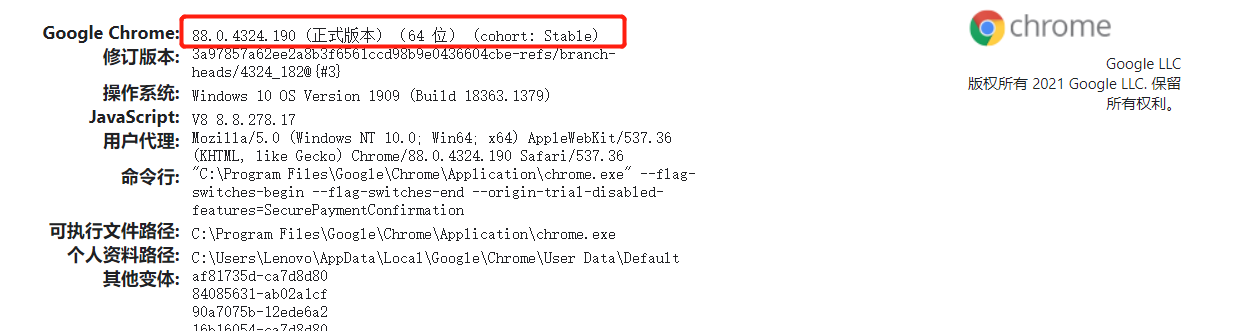 Google Chrome: 88.0.4324.190 (正式版本) (64 位) (cohort: Stable)
修订版本: 3a97857a62ee2a8b3f6561ccd98b9e0436604cbe-refs/branch-
heads/4324_182@{#3}
操作系统: Windows 10 OS Version 1909 (Build 18363.1379)
JavaScript: V8 8.8.278.17
用户代理: Mozilla/5.0 (Windows NT 10.0; Win64; x64) AppleWebKit/537.36
(KHTML, like Gecko) Chrome/88.0.4324.190 Safari/537.36
命令行: "C:\Program Files\Google\Chrome\Application\chrome.exe" --flag-
switches-begin --flag-switches-end --origin-trial-disabled-
features=SecurePaymentConfirmation
可执行文件路径: C:\Program Files\Google\Chrome\Application\chrome.exe
个人资料路径: C:\Users\Lenovo\AppData\Local\Google\Chrome\User Data\Default
其他变体: af81735d-ca7d8d80
84085631-ab02a1cf
90a7075b-12ede6a2
16b16054-ca7d8d80
chrome
Google LLC
版权所有 2021 Google LLC. 保留
所有权利。